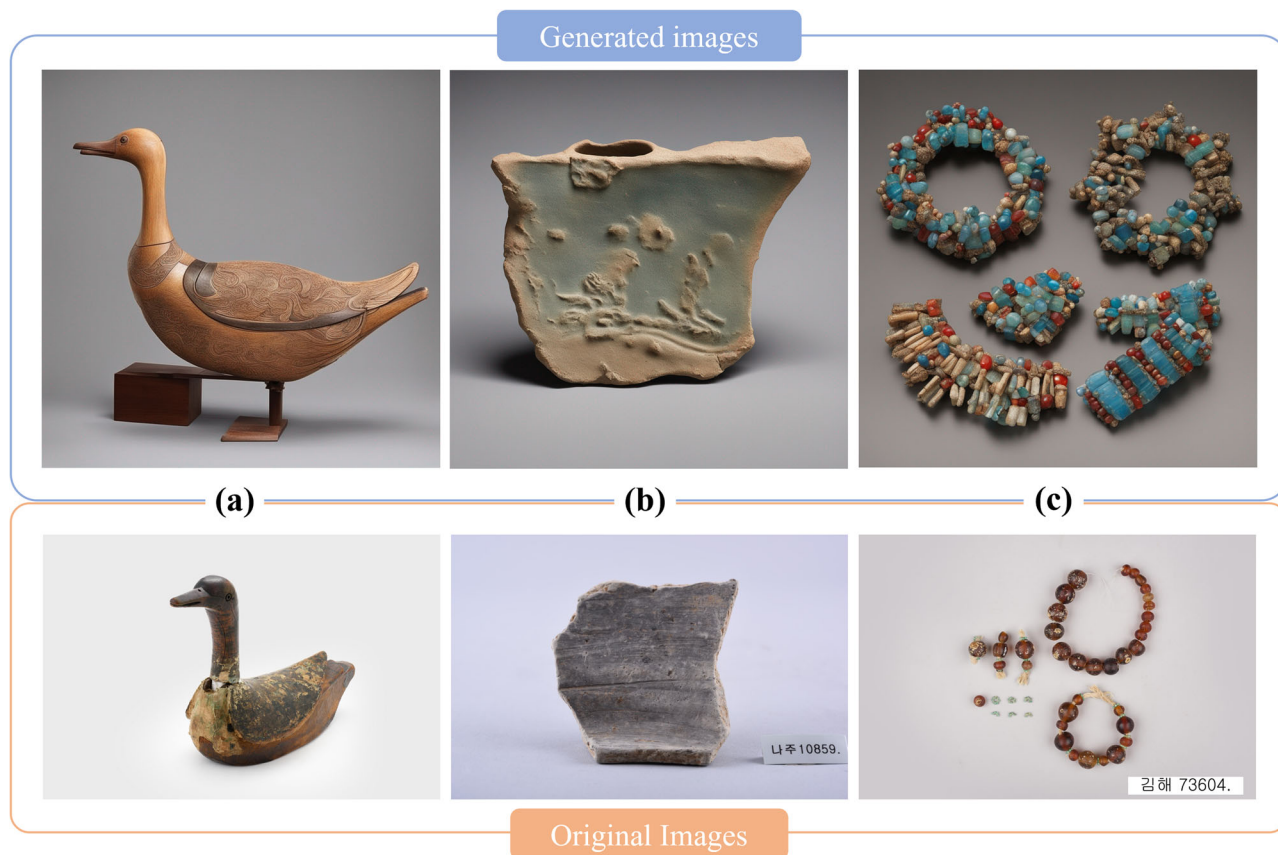 Generated images
(a)
(b)
(c)
나주10859.
김해 73604.
Original Images